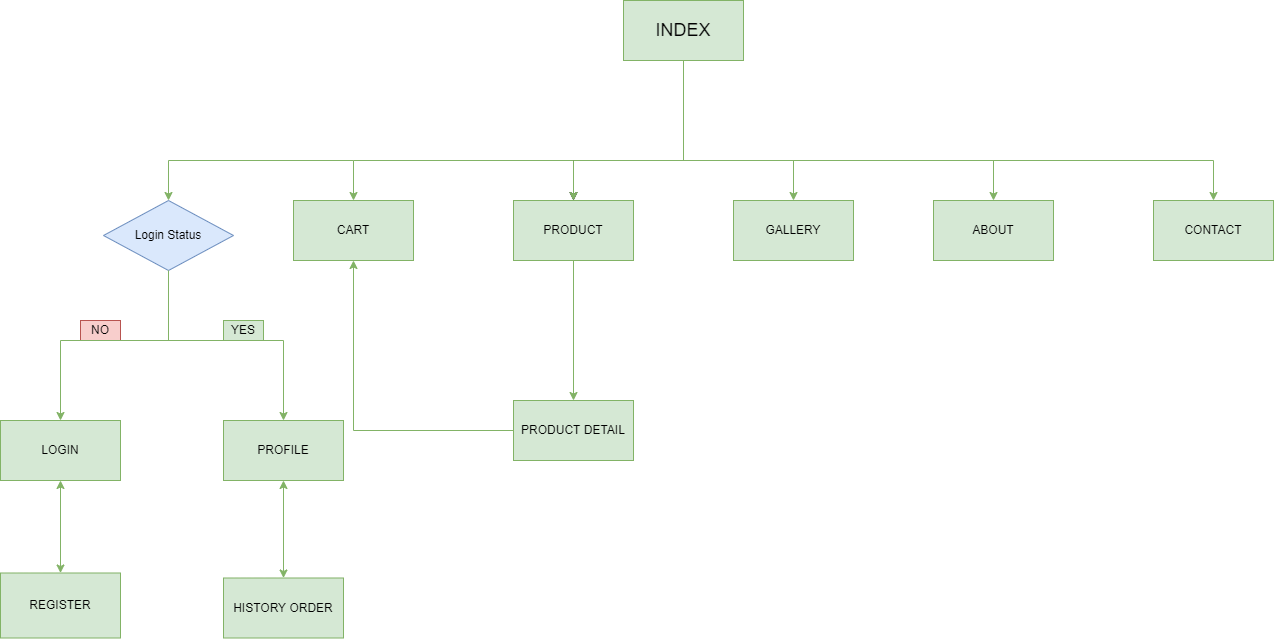 INDEX
Login Status
CART
PRODUCT
GALLERY
ABOUT
CONTACT
NO
YES
LOGIN
PROFILE
PRODUCT DETAIL
REGISTER
HISTORY ORDER